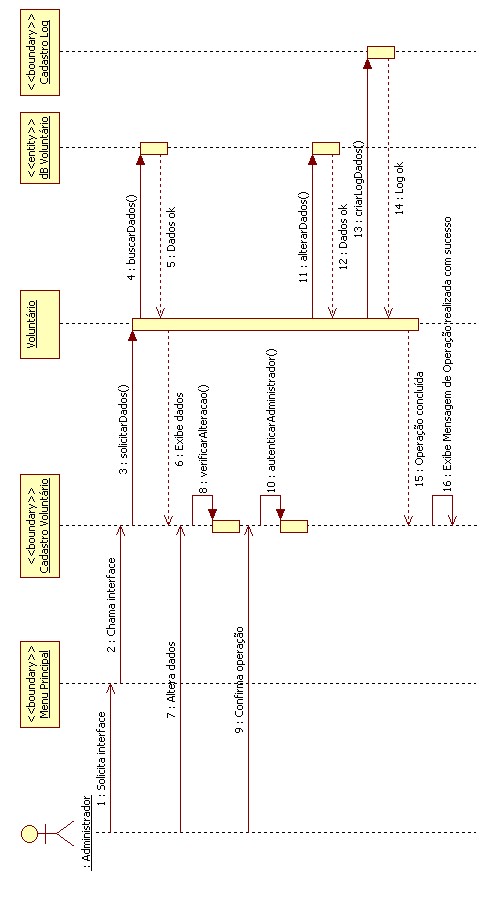 : Administrador
<<boundary>>
Menu Principal
<<boundary>>
Cadastro Voluntário
Voluntário
<<entity>>
dB Voluntário
<<boundary>>
Cadastro Log
1 : Solicita interface
2 : Chama interface
3 : solicitarDados()
4 : buscarDados()
5 : Dados ok
6 : Exibe dados
7 : Altera dados
8 : verificarAlteracao()
9 : Confirma operação
10 : autenticarAdministrador()
11 : alterarDados()
12 : Dados ok
13 : criarLogDados()
14 : Log ok
15 : Operação concluída
16 : Exibe Mensagem de Operação realizada com sucesso